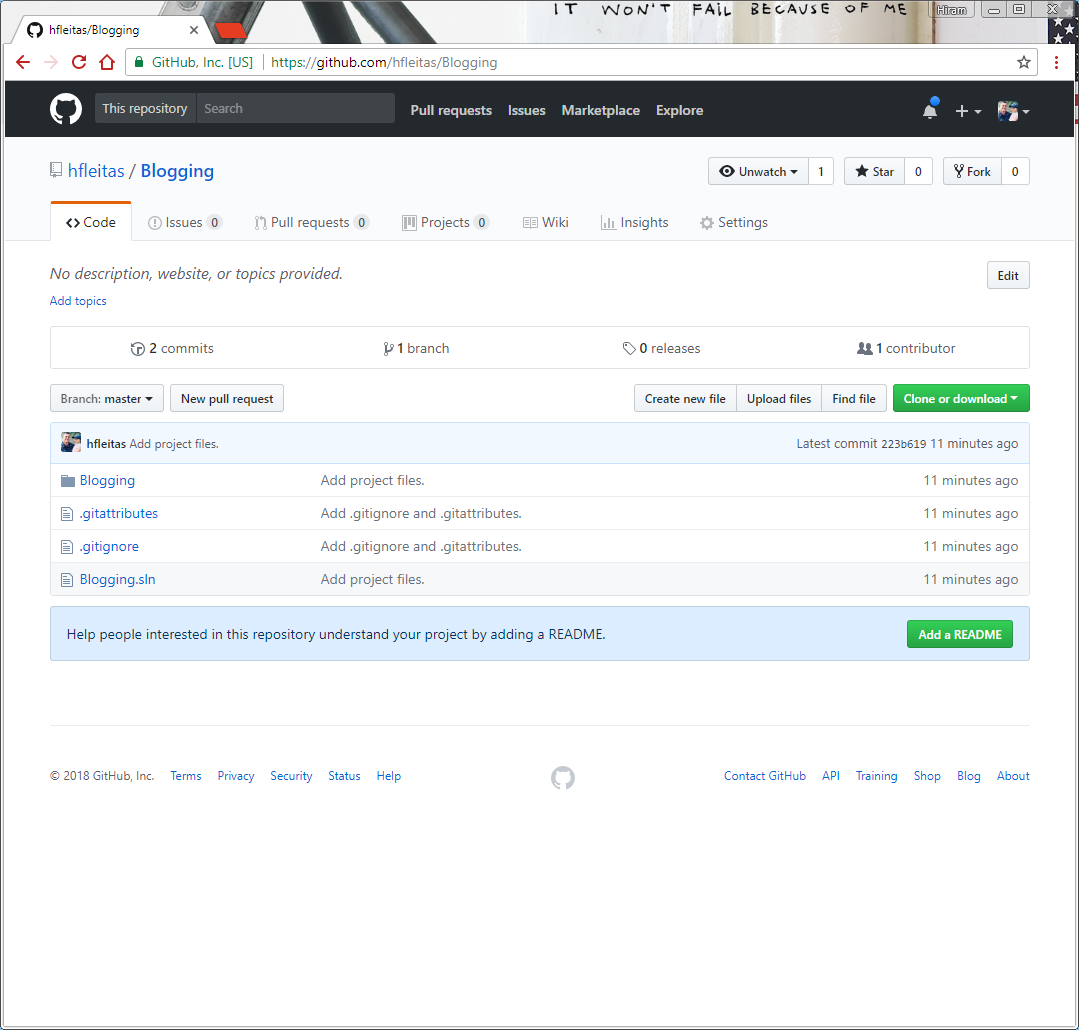 IT WON'T FAIL BECAUSE OF ME
Hiram
hfleitas/Blogging
GitHub, Inc. [US] https://github.com/hfleitas/Blogging
This repository Search Pull requests Issues Marketplace Explore
hfleitas / Blogging Unwatch 1 Star 0 Fork 0
Code Issues 0 Pull requests 0 Projects 0 Wiki Insights Settings
No description, website, or topics provided. Edit
Add topics
2 commits 1 branch 0 releases 1 contributor
Branch: master New pull request Create new file Upload files Find file Clone or download
hfleitas Add project files. Latest commit 223b619 11 minutes ago
Blogging Add project files. 11 minutes ago
.gitattributes Add .gitignore and .gitattributes. 11 minutes ago
.gitignore Add .gitignore and .gitattributes. 11 minutes ago
Blogging.sln Add project files. 11 minutes ago
Help people interested in this repository understand your project by adding a README. Add a README
© 2018 GitHub, Inc. Terms Privacy Security Status Help Contact GitHub API Training Shop Blog About